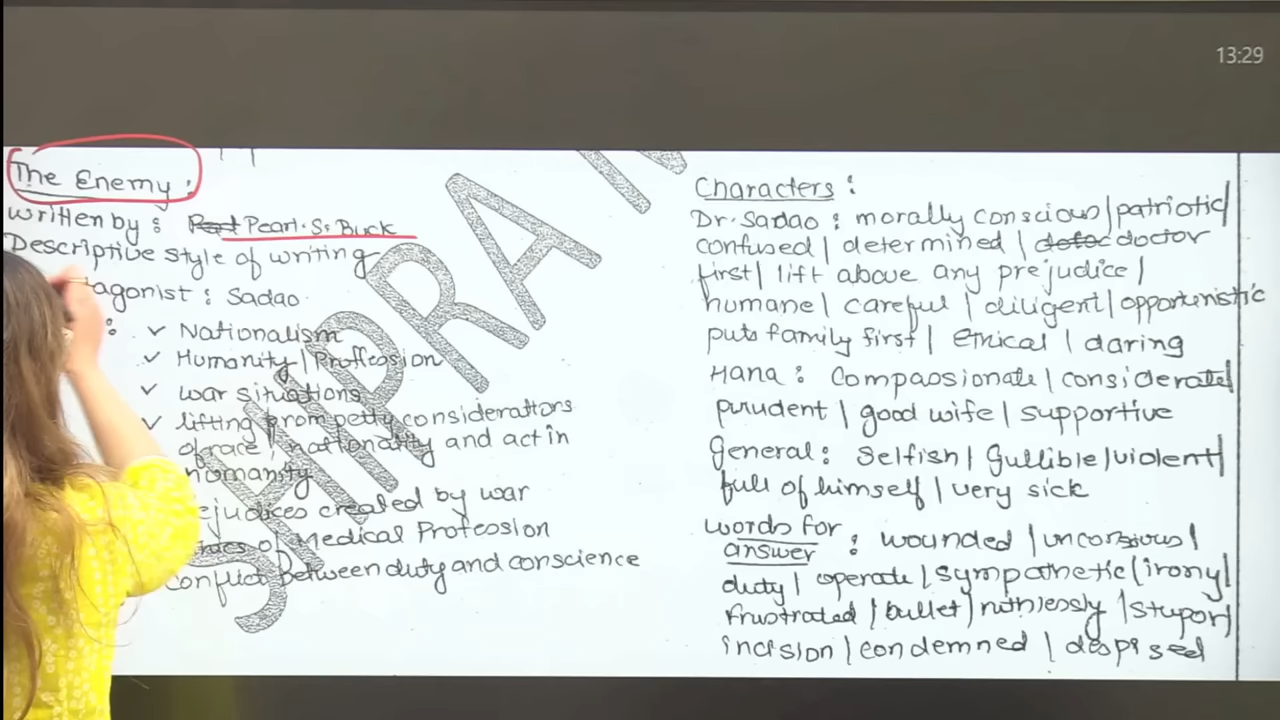 13:29
The Enemy :
written by : Pearl. S. Buck
Descriptive style of writing
agonist : Sadao
: ✓ Nationalism
✓ Humanity | Proffession
✓ war situations
✓ lifting from petty considerations
of race | nationality and act in
humanity
ejudices created by war
of Medical Profession
Conflict between duty and conscience
Characters :
Dr. Sadao : morally conscious | patriotic |
confused | determined | doctor
first | lift above any prejudice |
humane | careful | diligent | opportunistic
puts family first | ethical | daring
Hana : Compassionate | considerate |
prudent | good wife | supportive
General : Selfish | Gullible | violent |
full of himself | very sick
words for
answer : wounded | unconsious |
duty | operate | sympathetic | irony |
frustrated | bullet | ruthlessly | stupor |
incision | condemned | despised
SHIPRA M